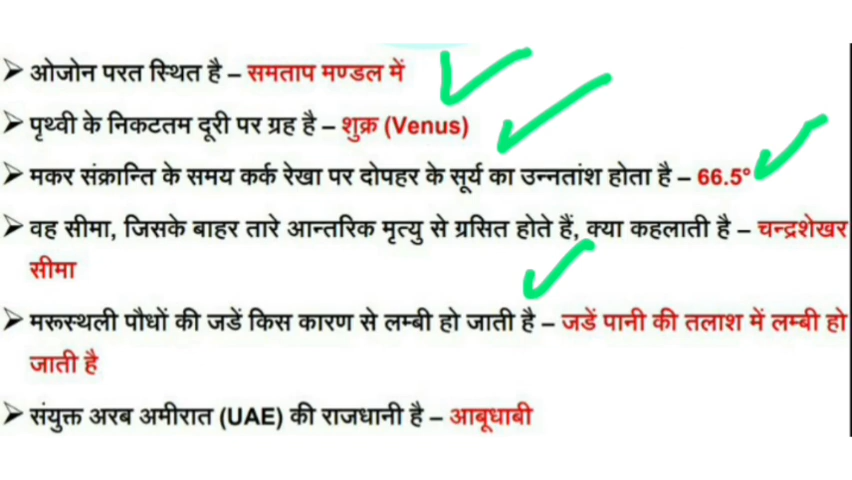 ➤ ओजोन परत स्थित है – समताप मण्डल में
➤ पृथ्वी के निकटतम दूरी पर ग्रह है – शुक्र (Venus)
➤ मकर संक्रान्ति के समय कर्क रेखा पर दोपहर के सूर्य का उन्नतांश होता है – 66.5°
➤ वह सीमा, जिसके बाहर तारे आन्तरिक मृत्यु से ग्रसित होते हैं, क्या कहलाती है – चन्द्रशेखर
सीमा
➤ मरूस्थली पौधों की जडें किस कारण से लम्बी हो जाती है – जडें पानी की तलाश में लम्बी हो
जाती है
➤ संयुक्त अरब अमीरात (UAE) की राजधानी है – आबूधाबी